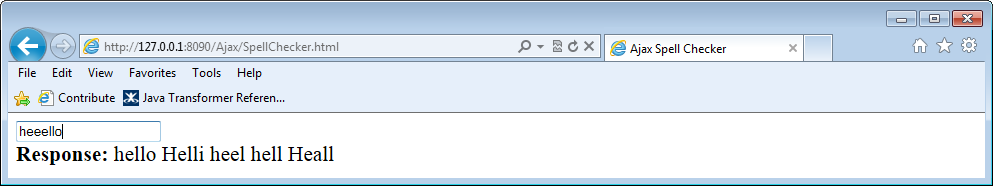 http://127.0.0.1:8090/Ajax/SpellChecker.html Ajax Spell Checker
File Edit View Favorites Tools Help
Contribute Java Transformer Referen...
heeello
Response: hello Helli heel hell Heall